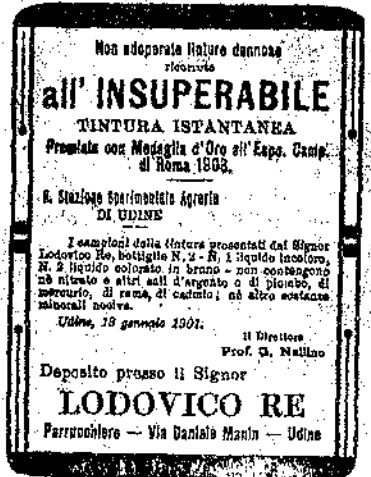 Non adoperate tinture dannose
ricorrete
all' INSUPERABILE
TINTURA ISTANTANEA
Premiata con Medaglia d'Oro all'Espo. Camp.
di Roma 1903.
R. Stazione Sperimentale Agraria
DI UDINE
I campioni della tintura presentati dal Signor
Lodovico Re, bottiglie N. 2 - N. 1 liquido incoloro,
N. 2 liquido colorato in bruno - non contengono
nè nitrato e altri sali d'argento o di piombo, di
mercurio, di rame, di cadmio; nè altre sostanze
minerali nocive.
Udine, 13 gennaio 1901.
Il Direttore
Prof. G. Nallino
Deposito presso il Signor
LODOVICO RE
Parrucchiere — Via Daniele Manin — Udine